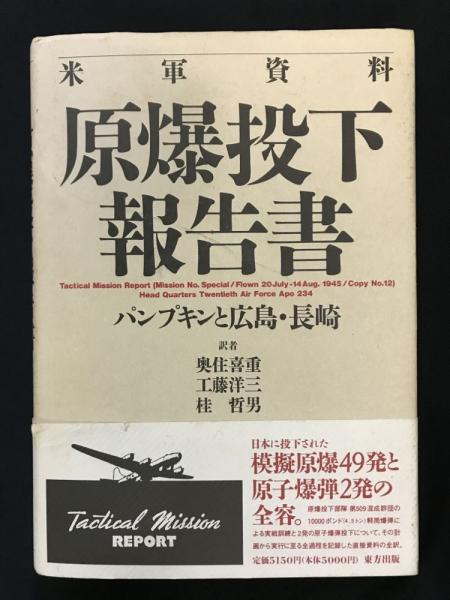 米軍資料
原爆投下
報告書
Tactical Mission Report (Mission No. Special/Flown 20July-14Aug. 1945/Copy No.12)
Head Quarters Twentieth Air Force Apo 234
パンプキンと広島・長崎
訳者
奥住喜重
工藤洋三
桂 哲男
日本に投下された
模擬原爆49発と
原子爆弾2発の
全容。
原爆投下部隊 第509混成群団の
10000ポンド(4.5トン)軽筒爆弾に
よる実戦訓練と2発の原子爆弾投下について、その計
画から実行に至る全過程を記録した直接資料の全訳。
定価5150円(本体5000円) 東方出版
Tactical Mission
REPORT